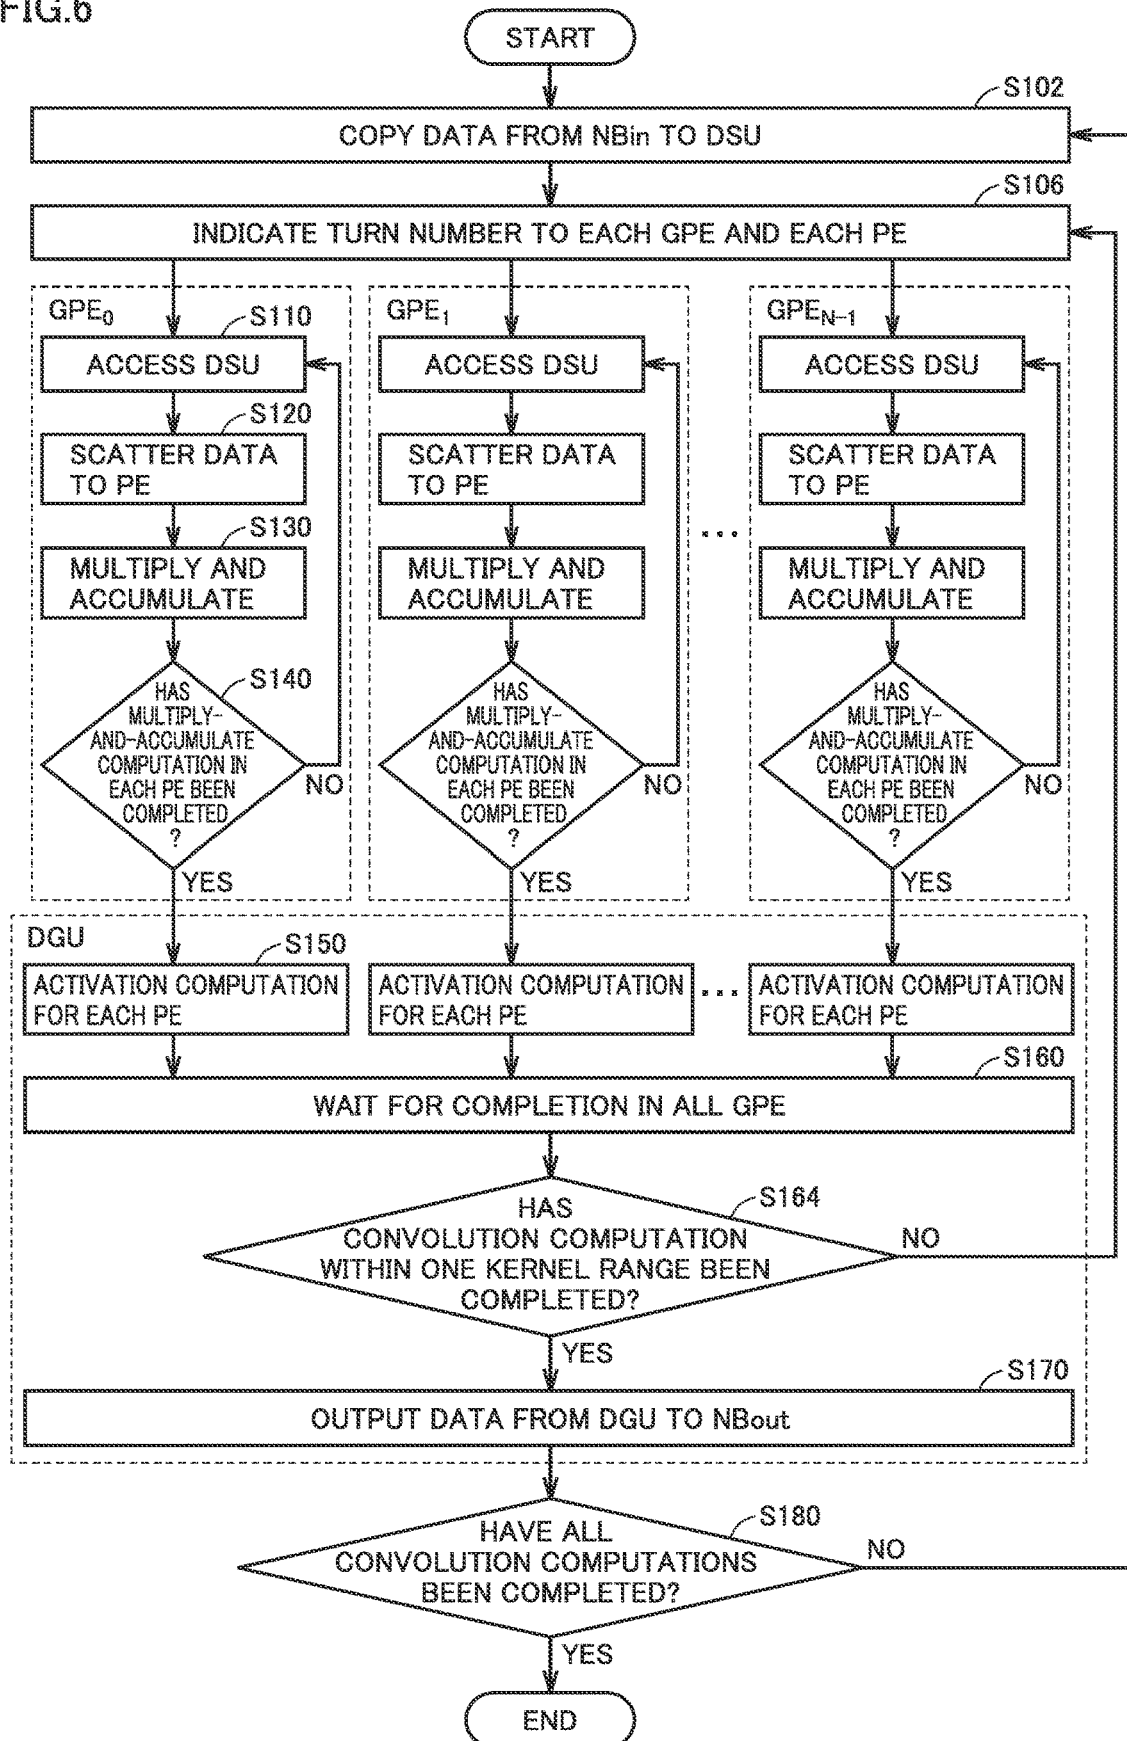 FIG.6
START
S102
COPY DATA FROM NBin TO DSU
S106
INDICATE TURN NUMBER TO EACH GPE AND EACH PE
GPE0
S110
ACCESS DSU
S120
SCATTER DATA
TO PE
S130
MULTIPLY AND
ACCUMULATE
S140
HAS
MULTIPLY-
AND-ACCUMULATE
COMPUTATION IN
EACH PE BEEN
COMPLETED
?
NO
YES
GPE1
ACCESS DSU
SCATTER DATA
TO PE
MULTIPLY AND
ACCUMULATE
HAS
MULTIPLY-
AND-ACCUMULATE
COMPUTATION IN
EACH PE BEEN
COMPLETED
?
NO
YES
...
GPEN-1
ACCESS DSU
SCATTER DATA
TO PE
MULTIPLY AND
ACCUMULATE
HAS
MULTIPLY-
AND-ACCUMULATE
COMPUTATION IN
EACH PE BEEN
COMPLETED
?
NO
YES
DGU
S150
ACTIVATION COMPUTATION
FOR EACH PE
ACTIVATION COMPUTATION
FOR EACH PE
...
ACTIVATION COMPUTATION
FOR EACH PE
S160
WAIT FOR COMPLETION IN ALL GPE
S164
HAS
CONVOLUTION COMPUTATION
WITHIN ONE KERNEL RANGE BEEN
COMPLETED?
NO
YES
S170
OUTPUT DATA FROM DGU TO NBout
S180
HAVE ALL
CONVOLUTION COMPUTATIONS
BEEN COMPLETED?
NO
YES
END